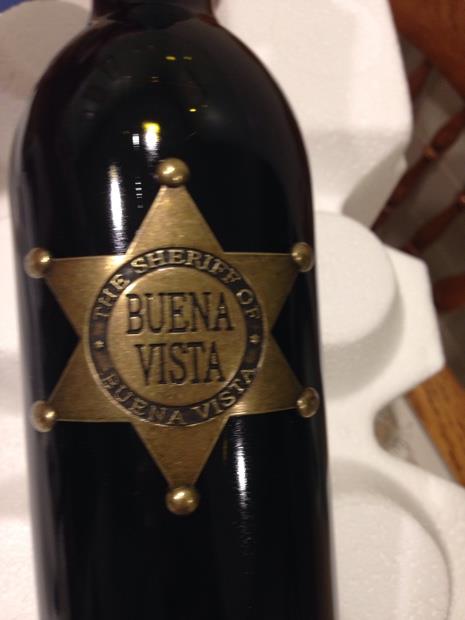 THE SHERIFF OF
BUENA
VISTA
BUENA VISTA